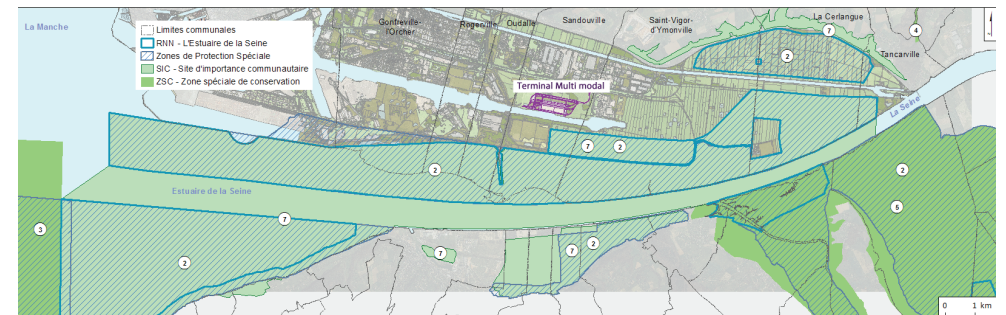 La Manche
Limites communales
RNN - L'Estuaire de la Seine
Zones de Protection Spéciale
SIC - Site d'importance communautaire
ZSC - Zone spéciale de conservation
Gonfreville-
l'Orcher
Rogerville
Oudalle
Sandouville
Saint-Vigor-
d'Ymonville
La Cerlangue
Tancarville
7
4
2
Terminal Multi modal
La Seine
7
2
2
2
Estuaire de la Seine
5
7
3
2
7
7
2
0 1 km